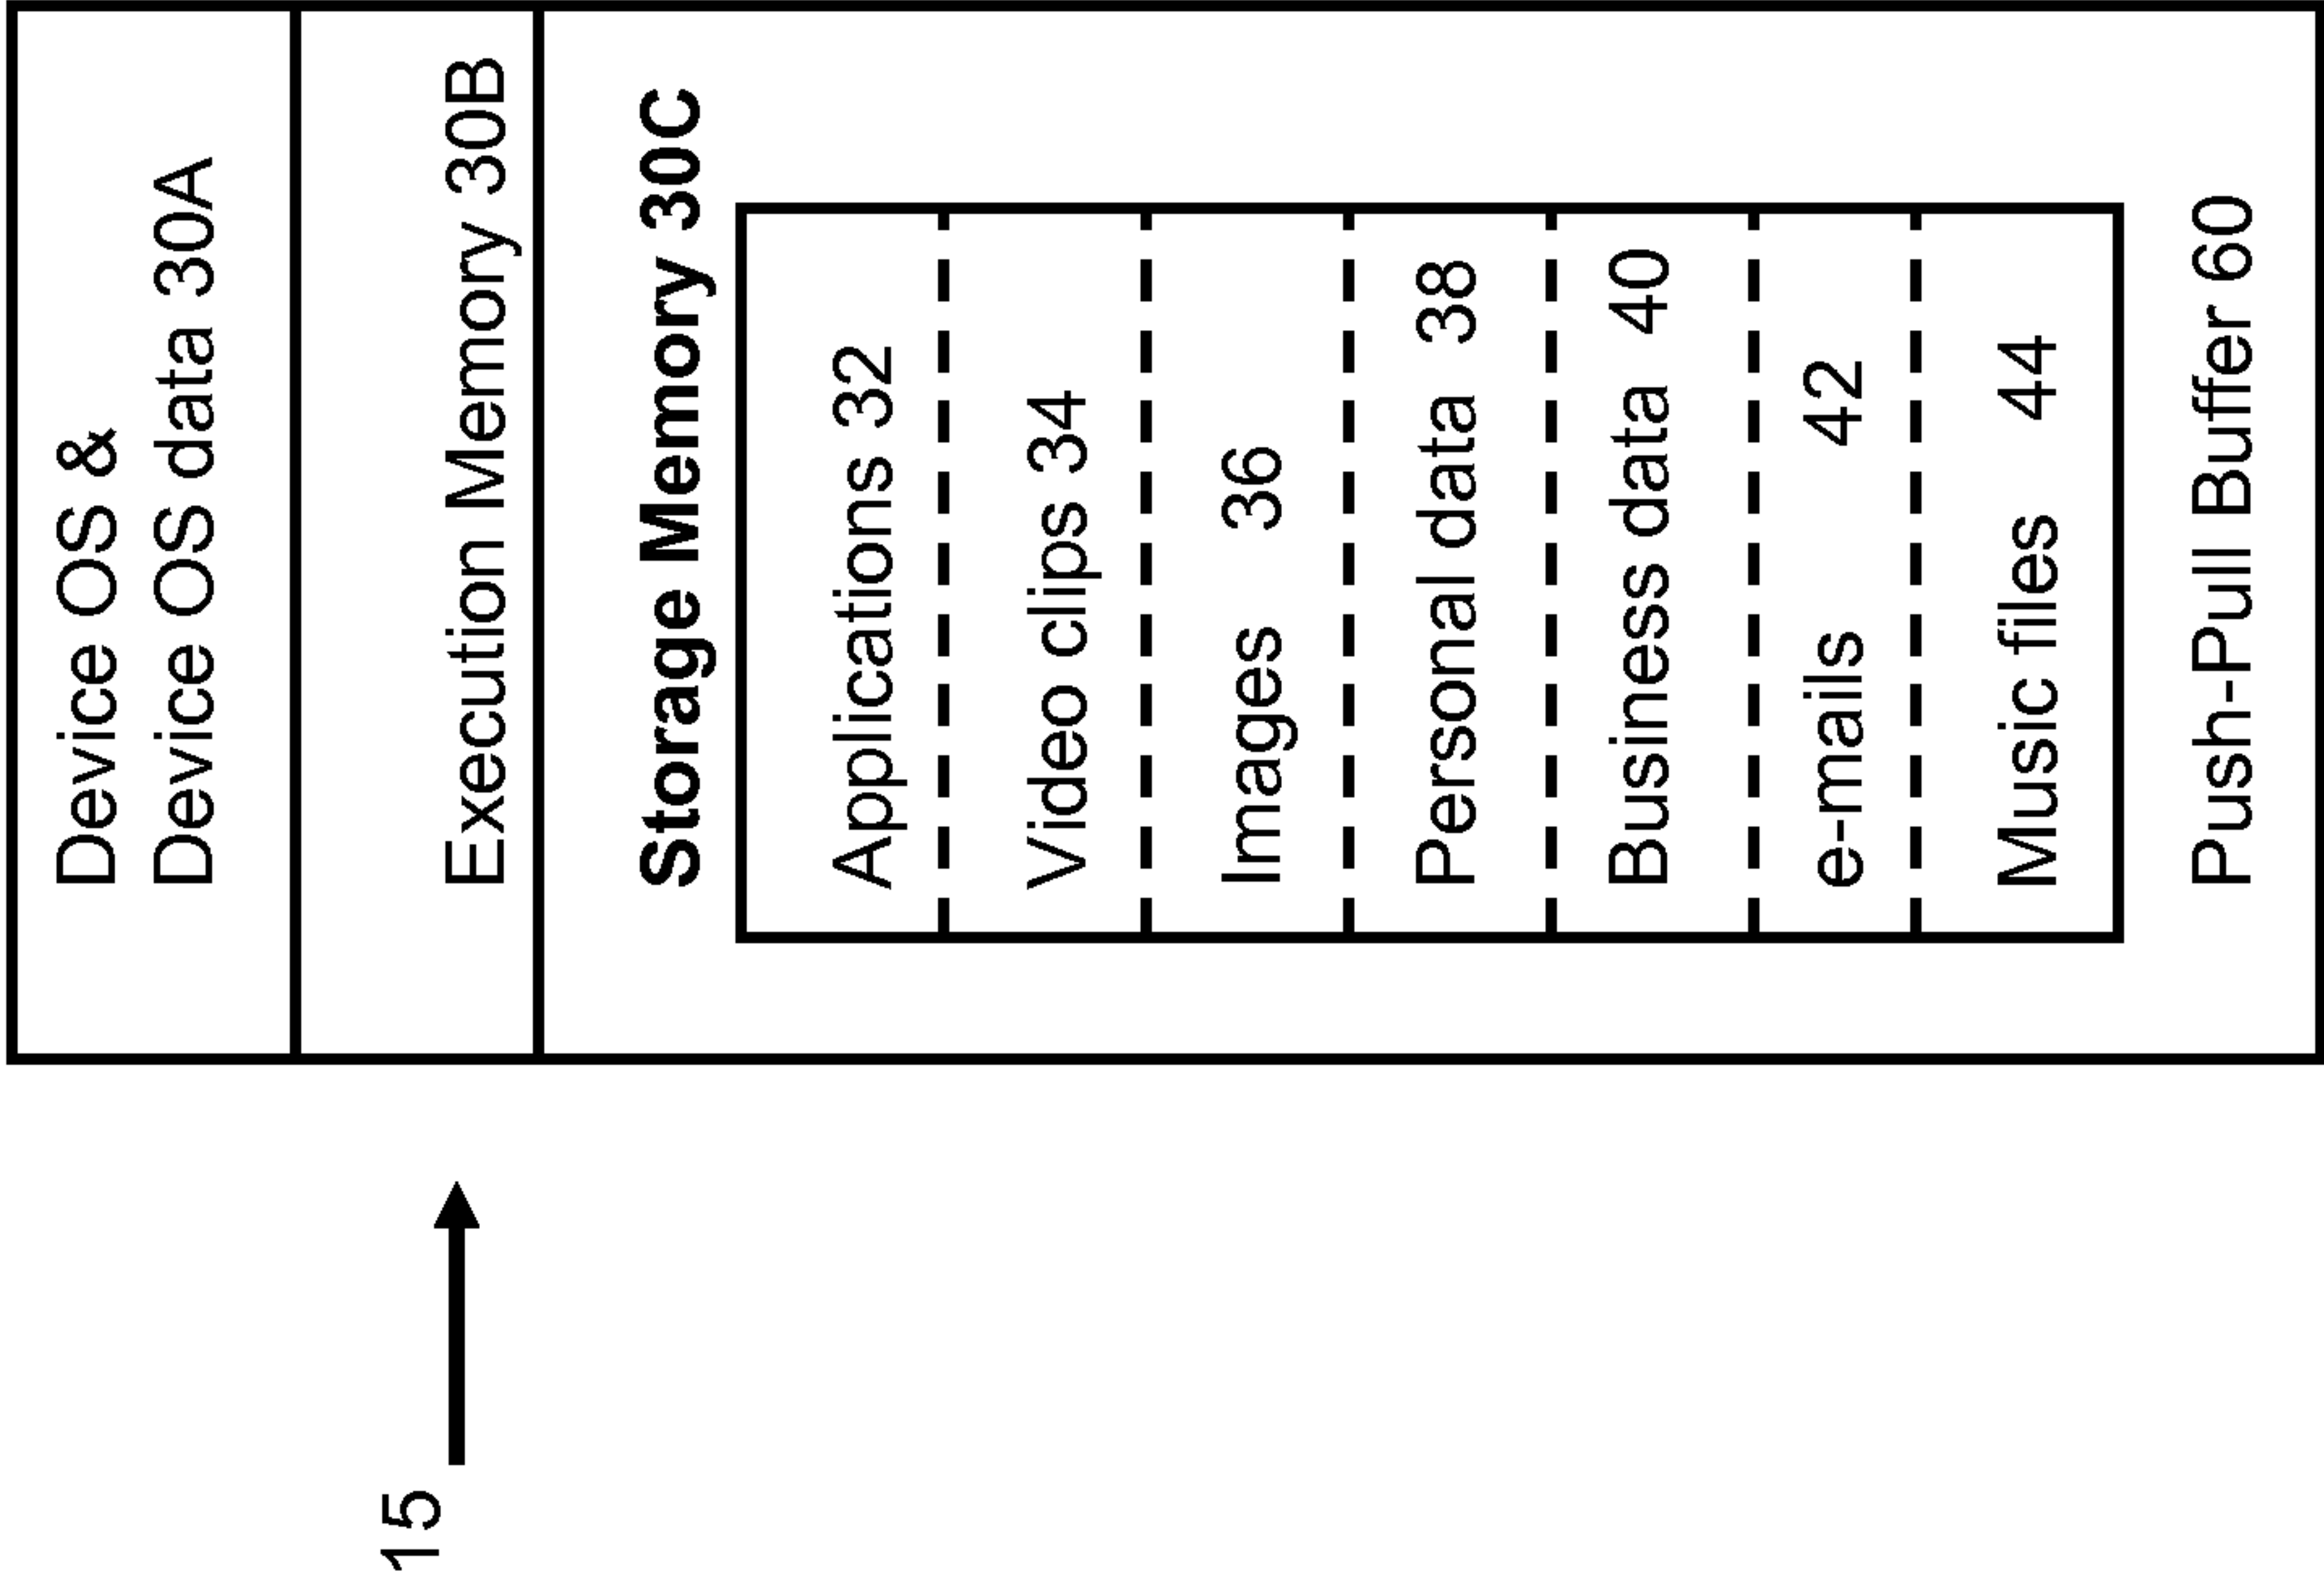 Device OS &
Device OS data 30A
Execution Memory 30B
Storage Memory 30C
Applications 32
Video clips 34
Images 36
Personal data 38
Business data 40
e-mails 42
Music files 44
Push-Pull Buffer 60
15